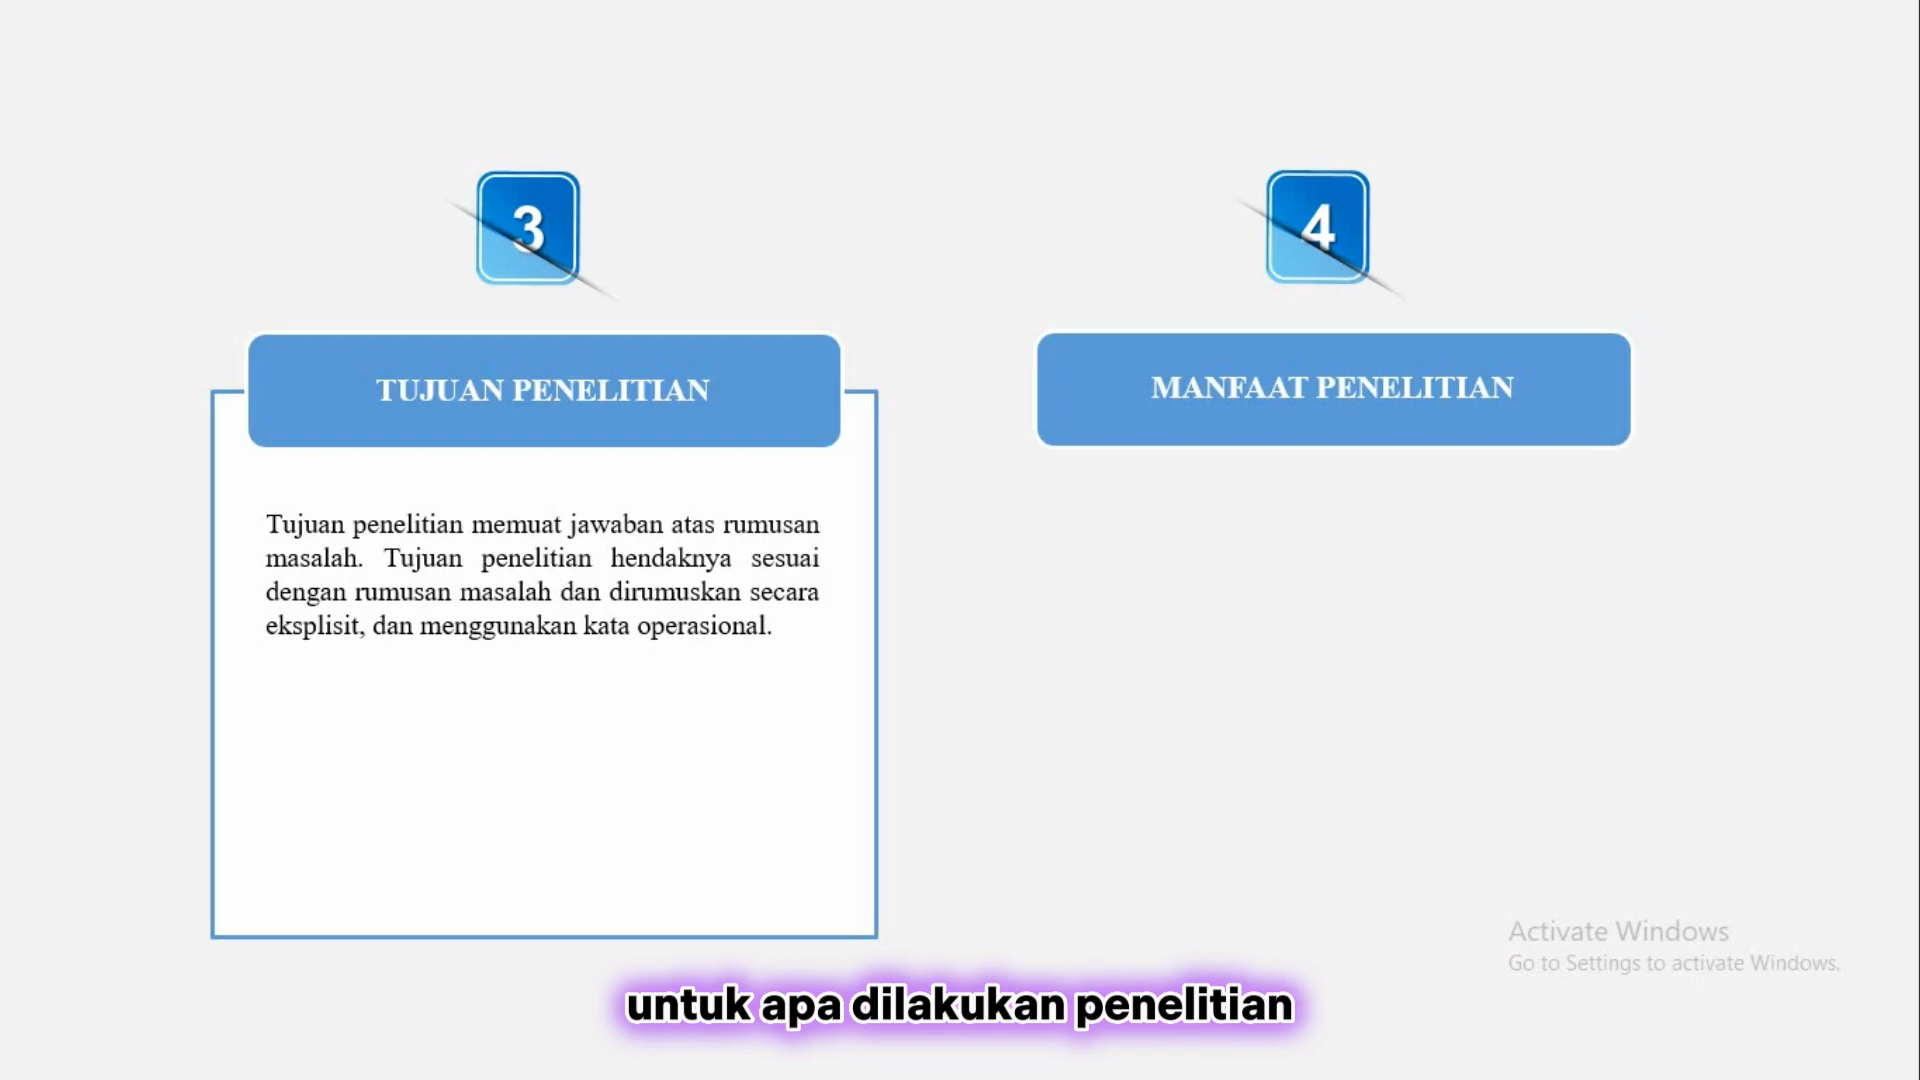 3
4
TUJUAN PENELITIAN
MANFAAT PENELITIAN
Tujuan penelitian memuat jawaban atas rumusan
masalah. Tujuan penelitian hendaknya sesuai
dengan rumusan masalah dan dirumuskan secara
eksplisit, dan menggunakan kata operasional.
Activate Windows
Go to Settings to activate Windows.
untuk apa dilakukan penelitian